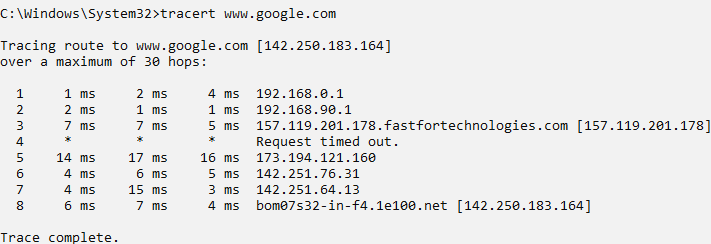 C:\Windows\System32>tracert www.google.com
Tracing route to www.google.com [142.250.183.164]
over a maximum of 30 hops:
1 1 ms 2 ms 4 ms 192.168.0.1
2 2 ms 1 ms 1 ms 192.168.90.1
3 7 ms 7 ms 5 ms 157.119.201.178.fastfortechnologies.com [157.119.201.178]
4 * * * Request timed out.
5 14 ms 17 ms 16 ms 173.194.121.160
6 4 ms 6 ms 5 ms 142.251.76.31
7 4 ms 15 ms 3 ms 142.251.64.13
8 6 ms 7 ms 4 ms bom07s32-in-f4.1e100.net [142.250.183.164]
Trace complete.